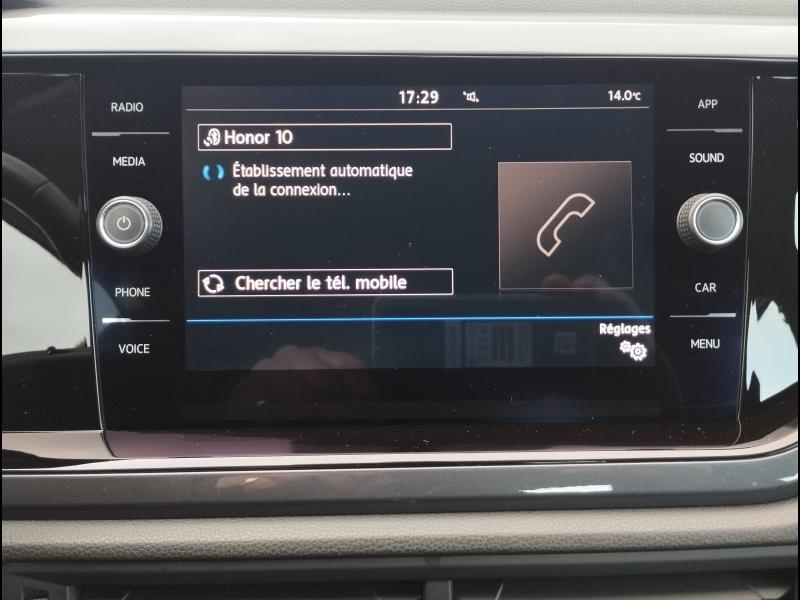 RADIO
MEDIA
PHONE
VOICE
17:29
14.0°C
Honor 10
Établissement automatique
de la connexion...
Chercher le tél. mobile
Réglages
APP
SOUND
CAR
MENU